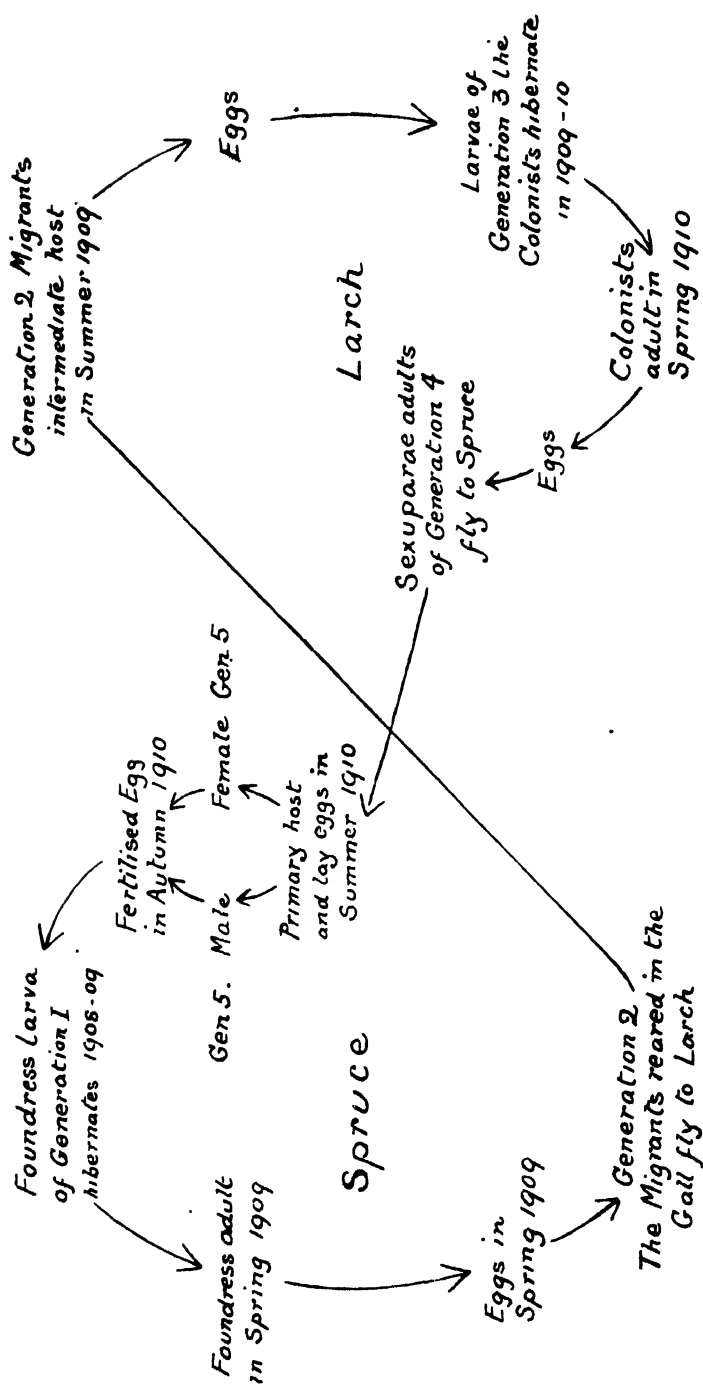 Foundress Larva
of Generation I
hibernates 1908-09
Foundress adult
in Spring 1909
Eggs in
Spring 1909
Generation 2
The Migrants reared in the
Gall fly to Larch
Spruce
Fertilised Egg
in Autumn 1910
Gen 5. Male
Female Gen 5
Primary host
and lay eggs in
Summer 1910
Generation 2 Migrants
intermediate host
in Summer 1909
Eggs
Larvae of
Generation 3 the
Colonists hibernate
in 1909-10
Colonists
adult in
Spring 1910
Eggs
Sexuparae adults
of Generation 4
fly to Spruce
Larch